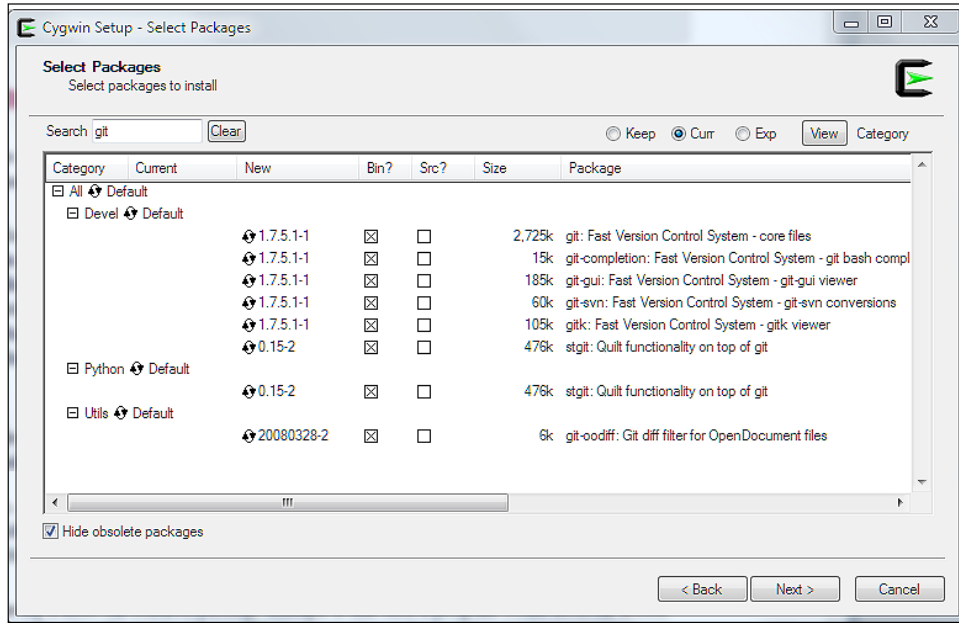 Cygwin Setup - Select Packages
Select Packages
Select packages to install
Search git Clear Keep Curr Exp View Category
Category Current New Bin? Src? Size Package
All Default
Devel Default
1.7.5.1-1 2,725k git: Fast Version Control System - core files
1.7.5.1-1 15k git-completion: Fast Version Control System - git bash compl
1.7.5.1-1 185k git-gui: Fast Version Control System - git-gui viewer
1.7.5.1-1 60k git-svn: Fast Version Control System - git-svn conversions
1.7.5.1-1 105k gitk: Fast Version Control System - gitk viewer
0.15-2 476k stgit: Quilt functionality on top of git
Python Default
0.15-2 476k stgit: Quilt functionality on top of git
Utils Default
20080328-2 6k git-oodiff: Git diff filter for OpenDocument files
Hide obsolete packages
< Back Next > Cancel